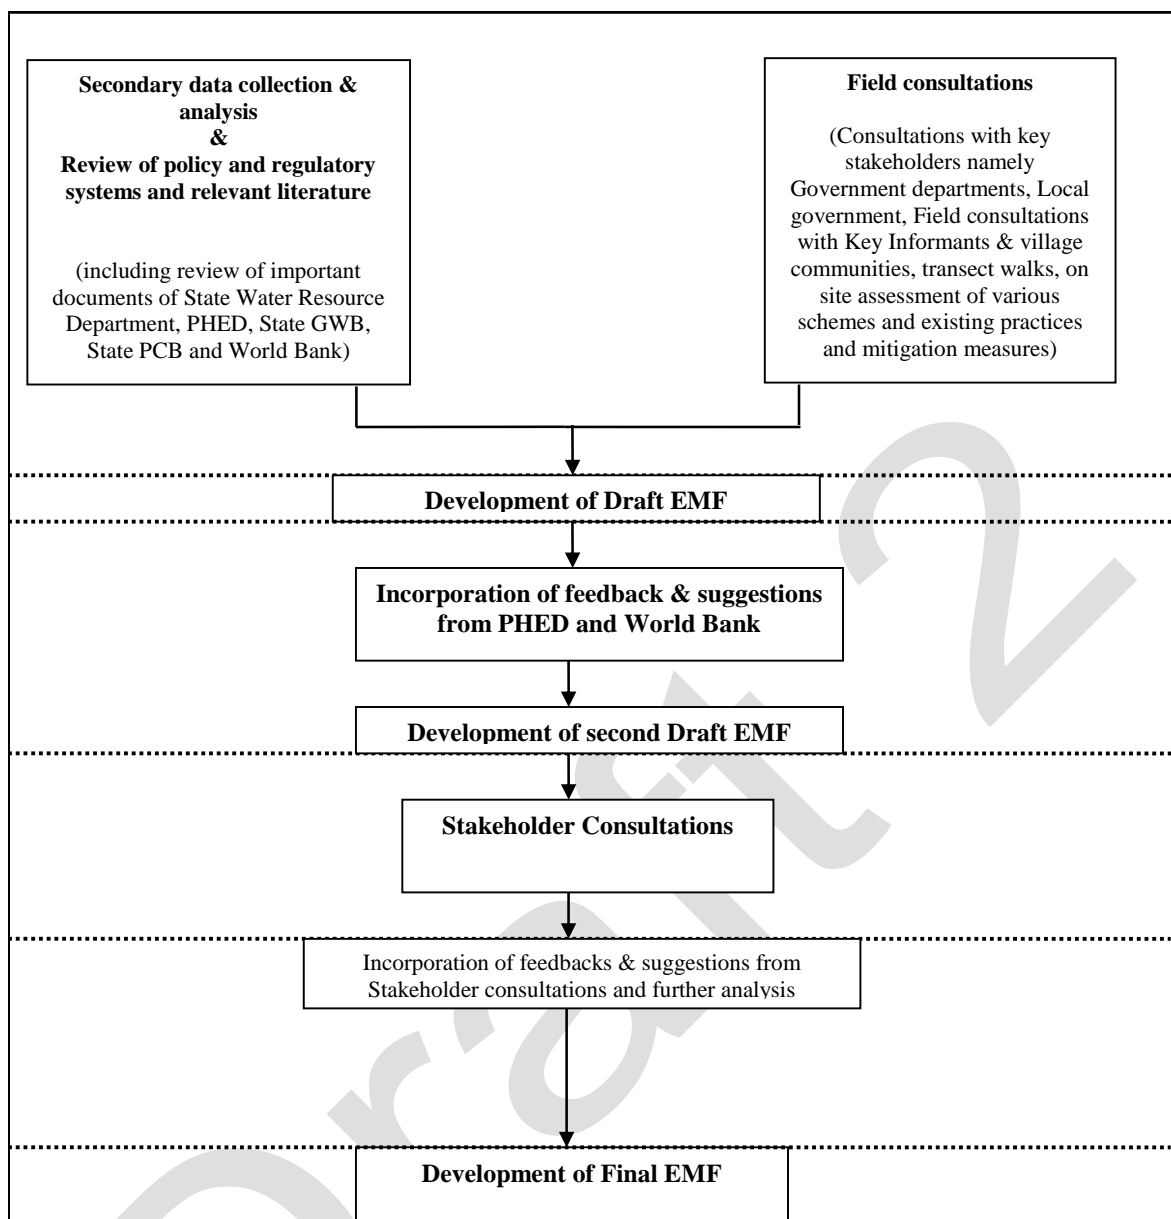 Secondary data collection &
analysis
&
Review of policy and regulatory
systems and relevant literature
(including review of important
documents of State Water Resource
Department, PHED, State GWB,
State PCB and World Bank)
Field consultations
(Consultations with key
stakeholders namely
Government departments, Local
government, Field consultations
with Key Informants & village
communities, transect walks, on
site assessment of various
schemes and existing practices
and mitigation measures)
Development of Draft EMF
Incorporation of feedback & suggestions
from PHED and World Bank
Development of second Draft EMF
Stakeholder Consultations
Incorporation of feedbacks & suggestions from
Stakeholder consultations and further analysis
Development of Final EMF
Draft 2